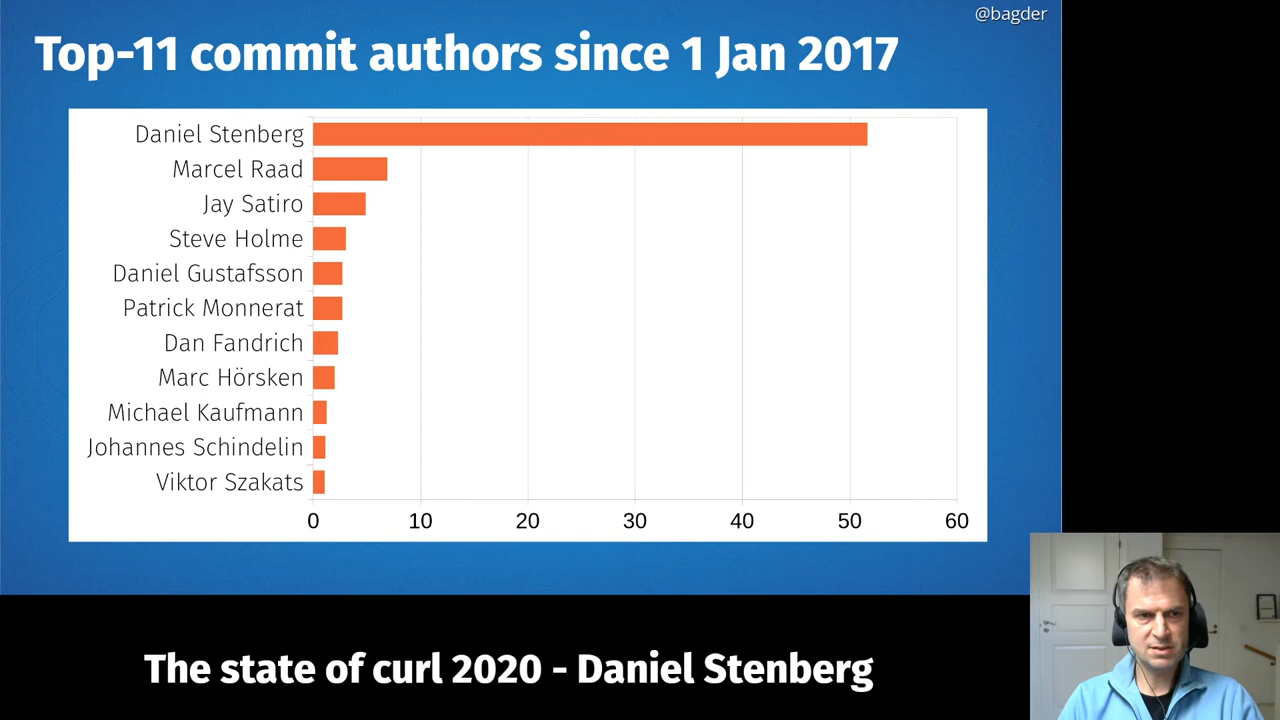 @bagder
Top-11 commit authors since 1 Jan 2017
Daniel Stenberg
Marcel Raad
Jay Satiro
Steve Holme
Daniel Gustafsson
Patrick Monnerat
Dan Fandrich
Marc Hörsken
Michael Kaufmann
Johannes Schindelin
Viktor Szakats
0 10 20 30 40 50 60
The state of curl 2020 - Daniel Stenberg